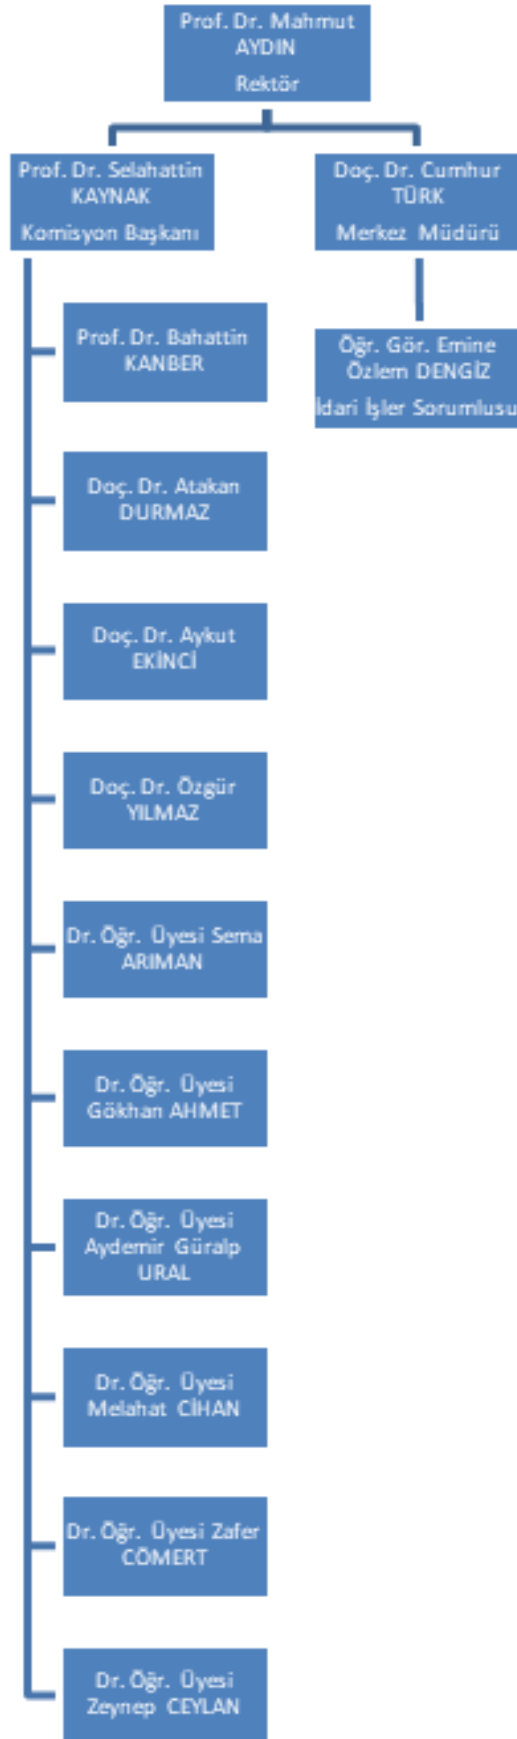 Prof. Dr. Mahmut
AYDIN
Rektör
Prof. Dr. Selahattin
KAYNAK
Komisyon Başkanı
Doç. Dr. Cumhur
TÜRK
Merkez Müdürü
Öğr. Gör. Emine
Özlem DENGİZ
İdari İşler Sorumlusu
Prof. Dr. Bahattin
KANBER
Doç. Dr. Atakan
DURMAZ
Doç. Dr. Aykut
EKİNCİ
Doç. Dr. Özgür
YILMAZ
Dr. Öğr. Üyesi Sema
ARIMAN
Dr. Öğr. Üyesi
Gökhan AHMET
Dr. Öğr. Üyesi
Aydemir Güralp
URAL
Dr. Öğr. Üyesi
Melahat CİHAN
Dr. Öğr. Üyesi Zafer
CÖMERT
Dr. Öğr. Üyesi
Zeynep CEYLAN